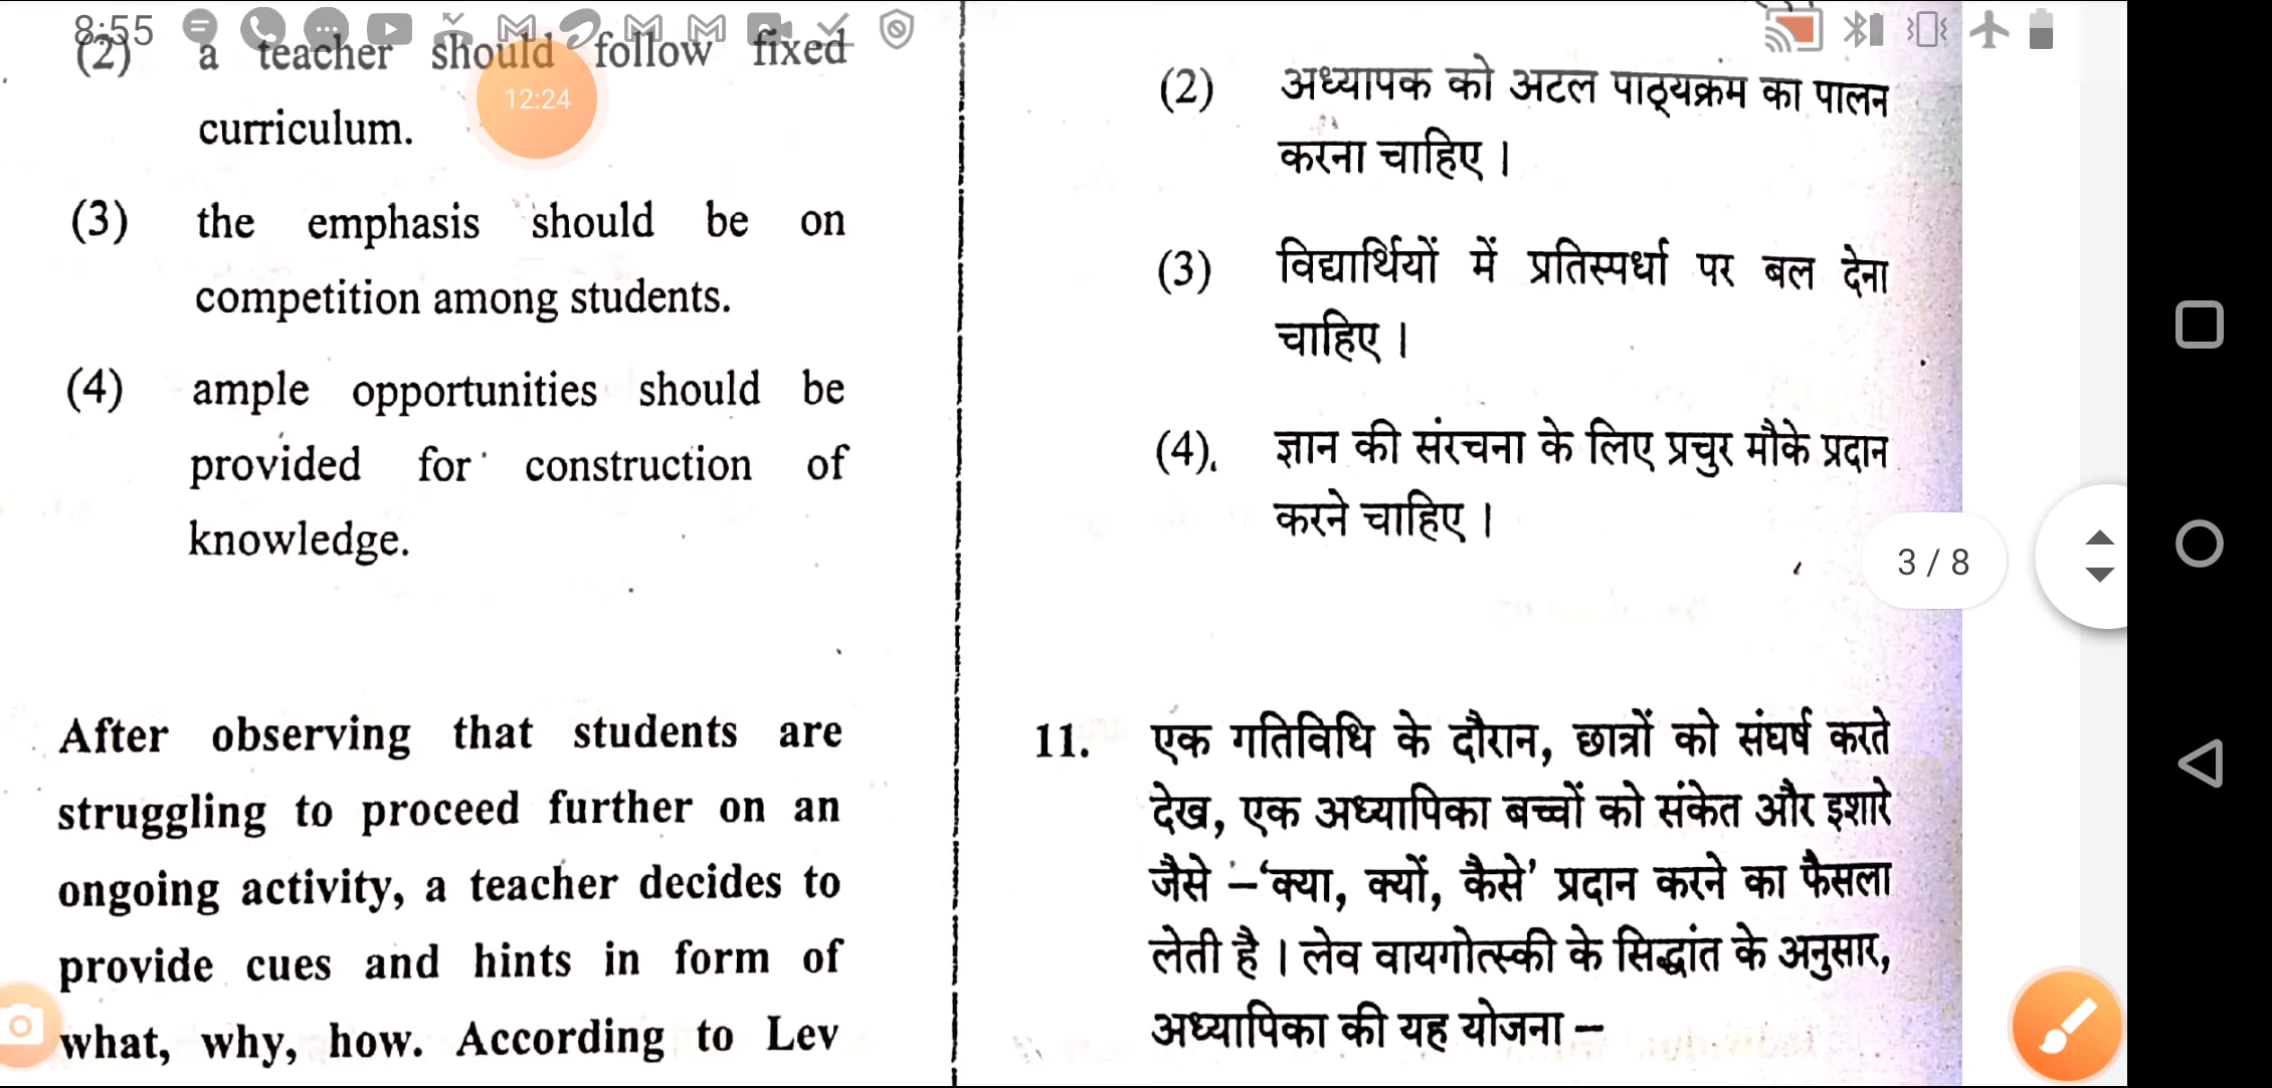 8:55
(2) a teacher should follow fixed
12:24
curriculum.
(3) the emphasis should be on
competition among students.
(4) ample opportunities should be
provided for construction of
knowledge.
After observing that students are
struggling to proceed further on an
ongoing activity, a teacher decides to
provide cues and hints in form of
what, why, how. According to Lev
(2) अध्यापक को अटल पाठ्यक्रम का पालन
करना चाहिए ।
(3) विद्यार्थियों में प्रतिस्पर्धा पर बल देना
चाहिए ।
(4) ज्ञान की संरचना के लिए प्रचुर मौके प्रदान
करने चाहिए ।
3 / 8
11. एक गतिविधि के दौरान, छात्रों को संघर्ष करते
देख, एक अध्यापिका बच्चों को संकेत और इशारे
जैसे –‘क्या, क्यों, कैसे’ प्रदान करने का फैसला
लेती है । लेव वायगोत्स्की के सिद्धांत के अनुसार,
अध्यापिका की यह योजना –